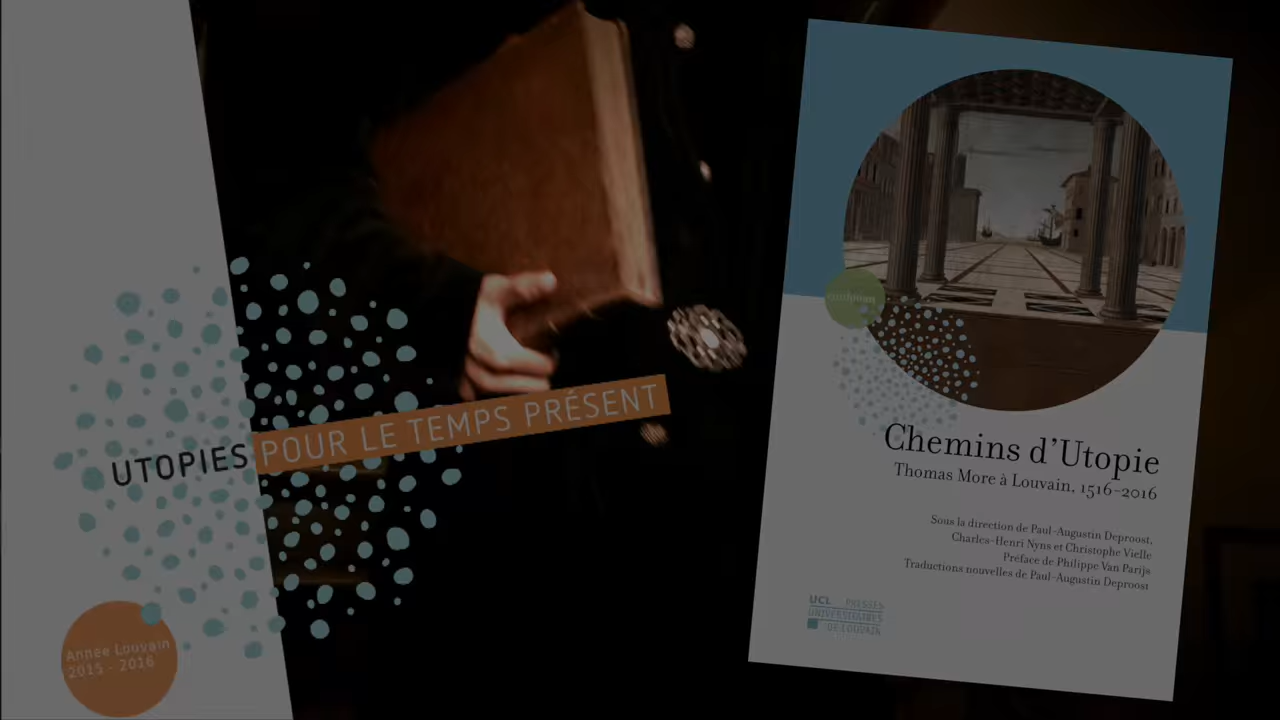 UTOPIES POUR LE TEMPS PRÉSENT
Année Louvain
2015 - 2016
Chemins d'Utopie
Thomas More à Louvain, 1516-2016
Sous la direction de Paul-Augustin Deproost,
Charles-Henri Nyns et Christophe Vielle
Préface de Philippe Van Parijs
Traductions nouvelles de Paul-Augustin Deproost
UCL PRESSES
UNIVERSITAIRES
DE LOUVAIN